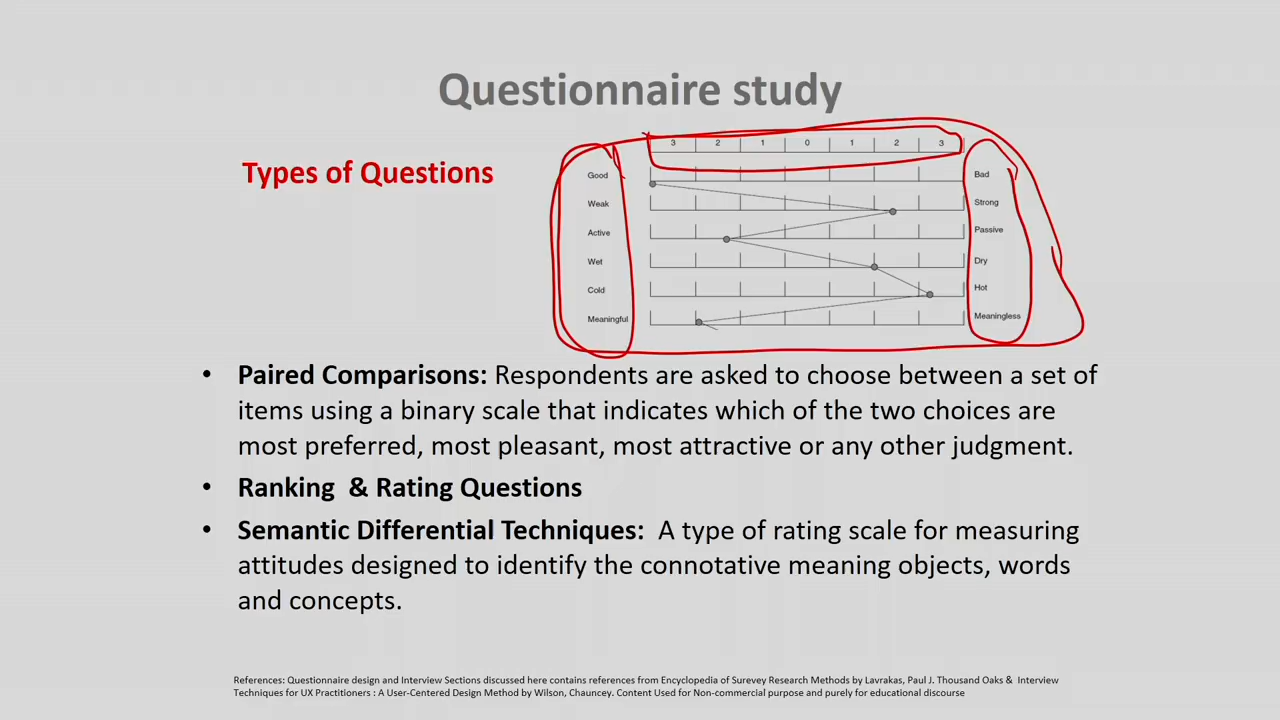 Questionnaire study
Types of Questions
3 2 1 0 1 2 3
Good Bad
Weak Strong
Active Passive
Wet Dry
Cold Hot
Meaningful Meaningless
• Paired Comparisons: Respondents are asked to choose between a set of
items using a binary scale that indicates which of the two choices are
most preferred, most pleasant, most attractive or any other judgment.
• Ranking & Rating Questions
• Semantic Differential Techniques: A type of rating scale for measuring
attitudes designed to identify the connotative meaning objects, words
and concepts.
References: Questionnaire design and Interview Sections discussed here contains references from Encyclopedia of Surevey Research Methods by Lavrakas, Paul J. Thousand Oaks & Interview
Techniques for UX Practitioners : A User-Centered Design Method by Wilson, Chauncey. Content Used for Non-commercial purpose and purely for educational discourse